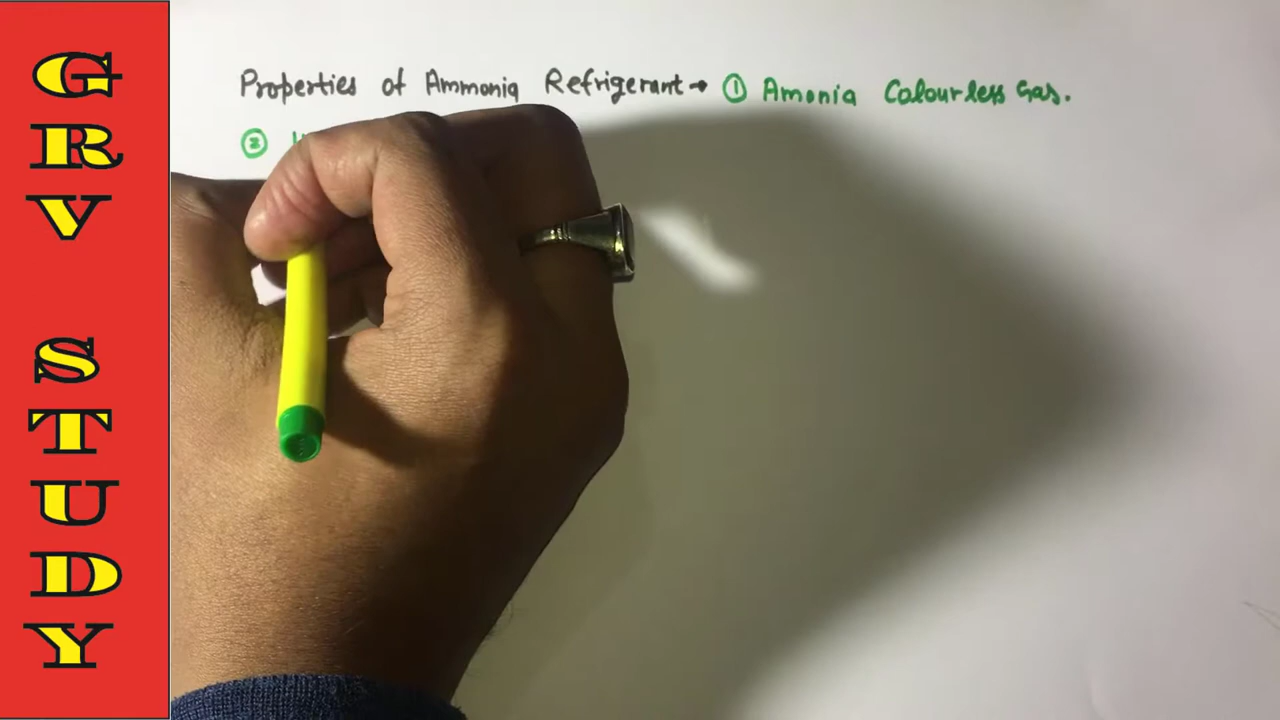 GRV STUDY
Properties of Ammonia Refrigerant → ① Amonia Colourless Gas.
②